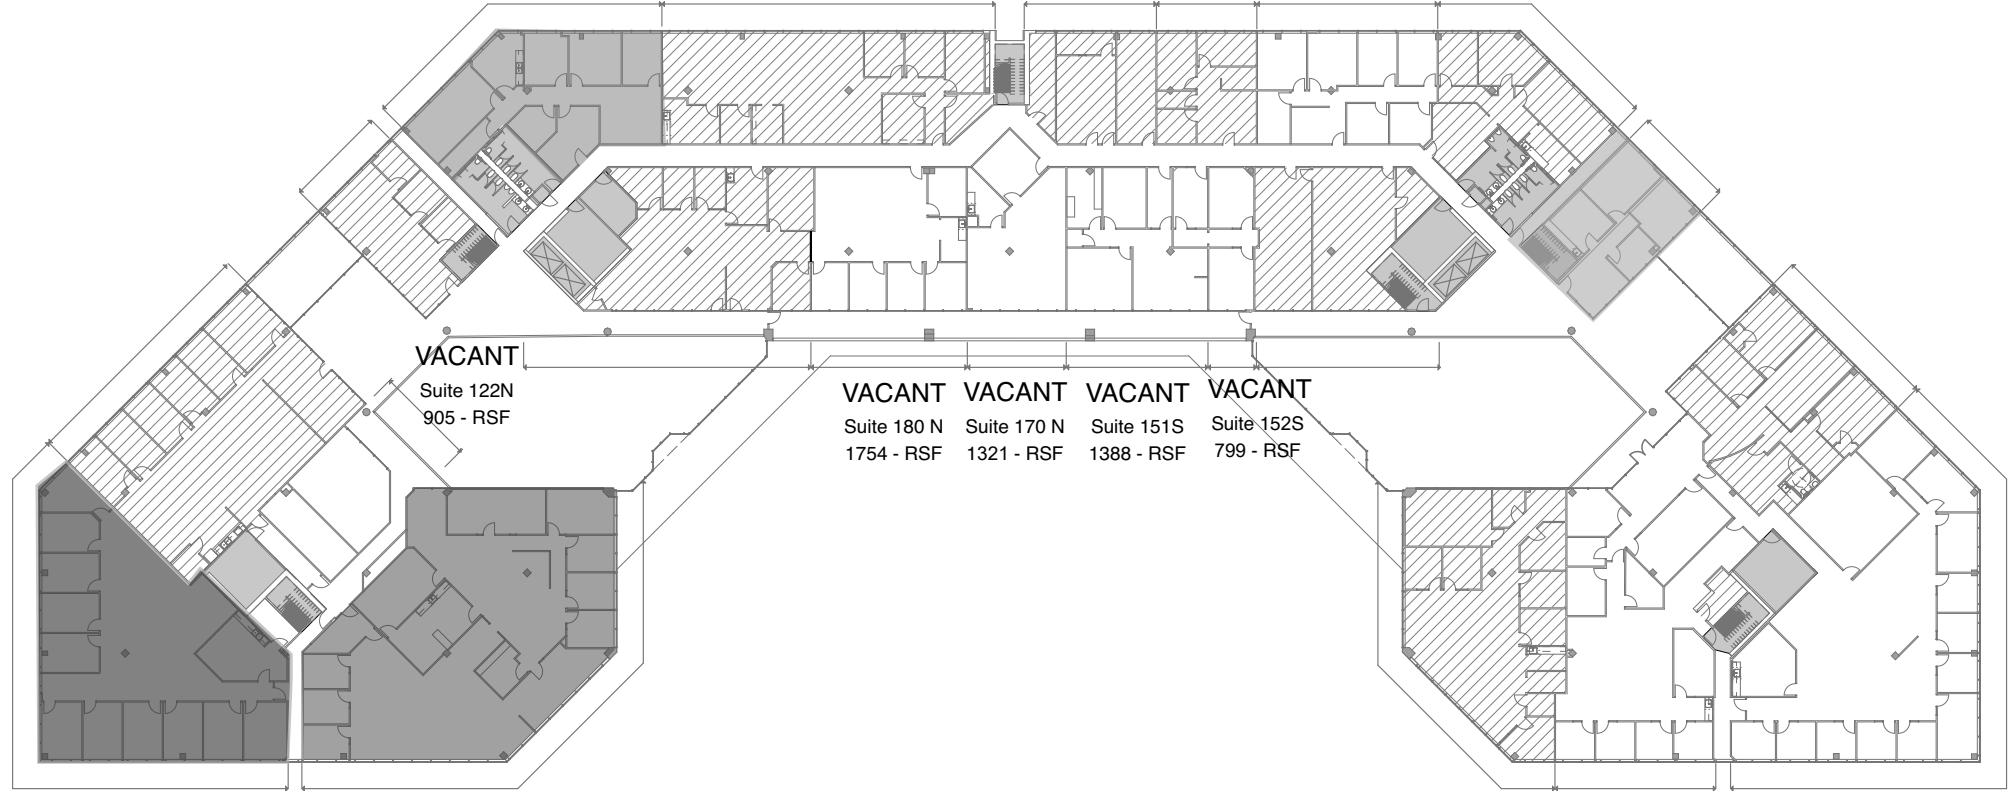 VACANT
Suite 122N
905 - RSF
VACANT
Suite 180 N
1754 - RSF
VACANT
Suite 170 N
1321 - RSF
VACANT
Suite 151S
1388 - RSF
VACANT
Suite 152S
799 - RSF